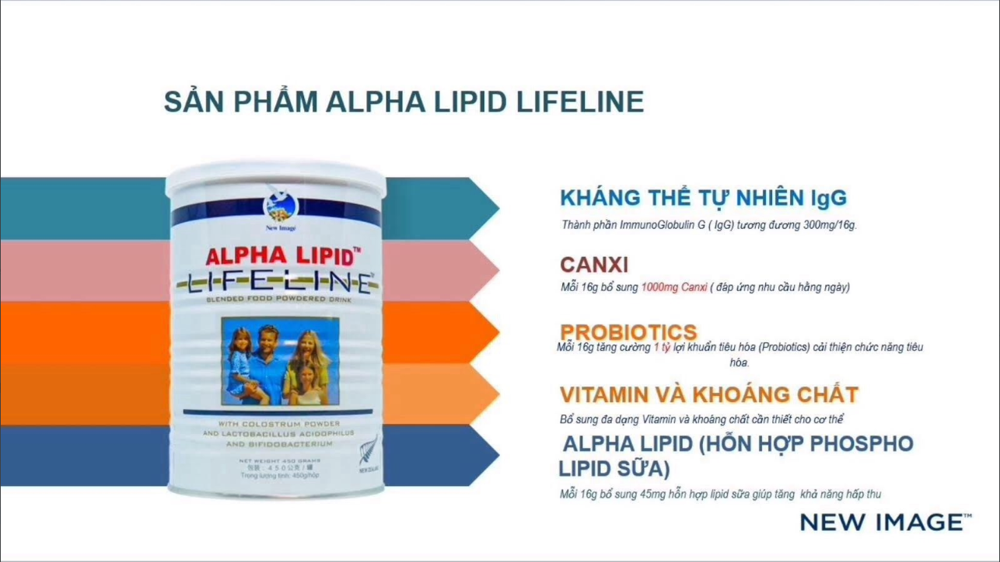 SẢN PHẨM ALPHA LIPID LIFELINE
New Image
ALPHA LIPID™
LIFELINE™
BLENDED FOOD POWDERED DRINK
WITH COLOSTRUM POWDER
AND LACTOBACILLUS ACIDOPHILUS
AND BIFIDOBACTERIUM
NET WEIGHT 450 GRAMS
包裝：４５０公克／罐
Trọng lượng tịnh: 450g/hộp
NEW ZEALAND
KHÁNG THỂ TỰ NHIÊN IgG
Thành phần ImmunoGlobulin G ( IgG) tương đương 300mg/16g.
CANXI
Mỗi 16g bổ sung 1000mg Canxi ( đáp ứng nhu cầu hằng ngày)
PROBIOTICS
Mỗi 16g tăng cường 1 tỷ lợi khuẩn tiêu hóa (Probiotics) cải thiện chức năng tiêu
hóa.
VITAMIN VÀ KHOÁNG CHẤT
Bổ sung đa dạng Vitamin và khoáng chất cần thiết cho cơ thể
ALPHA LIPID (HỖN HỢP PHOSPHO
LIPID SỮA)
Mỗi 16g bổ sung 45mg hỗn hợp lipid sữa giúp tăng khả năng hấp thu
NEW IMAGE™